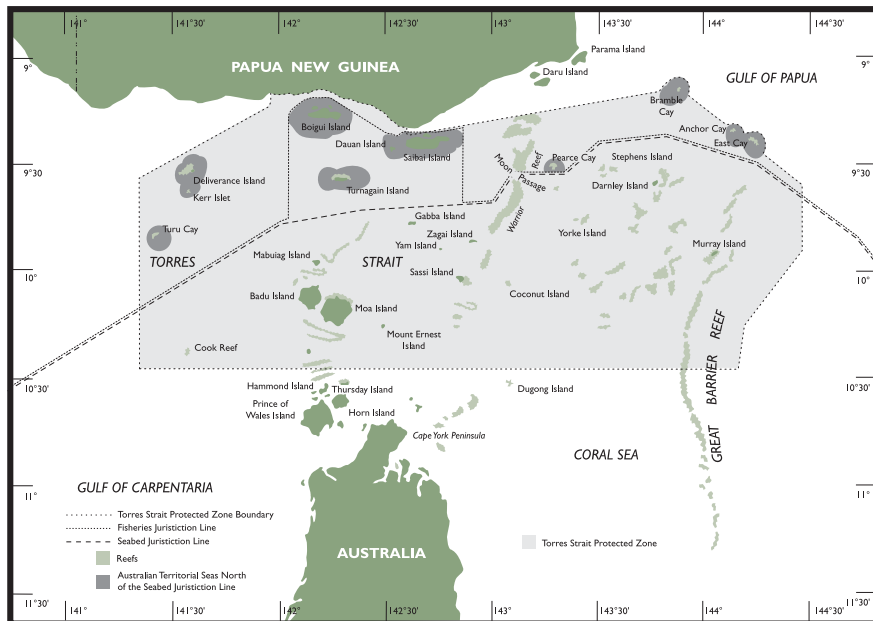 141°
141°30'
142°
142°30'
143°
143°30'
144°
144°30'
Parama Island
Daru Island
PAPUA NEW GUINEA
GULF OF PAPUA
9°
9°
Bramble
Cay
Anchor Cay
East Cay
Boigui Island
Dauan Island
Saibai Island
Moon
Passage
Reef
Warrior
Pearce Cay
Stephens Island
9°30'
9°30'
Deliverance Island
Kerr Islet
Turnagain Island
Darnley Island
Turu Cay
Gabba Island
Zagai Island
Yam Island
Yorke Island
Murray Island
TORRES
STRAIT
Mabuiag Island
10°
10°
Sassi Island
Badu Island
Moa Island
Coconut Island
Mount Ernest
Island
Cook Reef
GREAT BARRIER REEF
10°30'
10°30'
Hammond Island
Thursday Island
Dugong Island
Prince of
Wales Island
Horn Island
Cape York Peninsula
CORAL SEA
11°
11°
GULF OF CARPENTARIA
Torres Strait Protected Zone Boundary
Fisheries Juristiction Line
Seabed Juristiction Line
Reefs
Australian Territorial Seas North
of the Seabed Juristiction Line
Torres Strait Protected Zone
AUSTRALIA
11°30'
11°30'
141°
141°30'
142°
142°30'
143°
143°30'
144°
144°30'